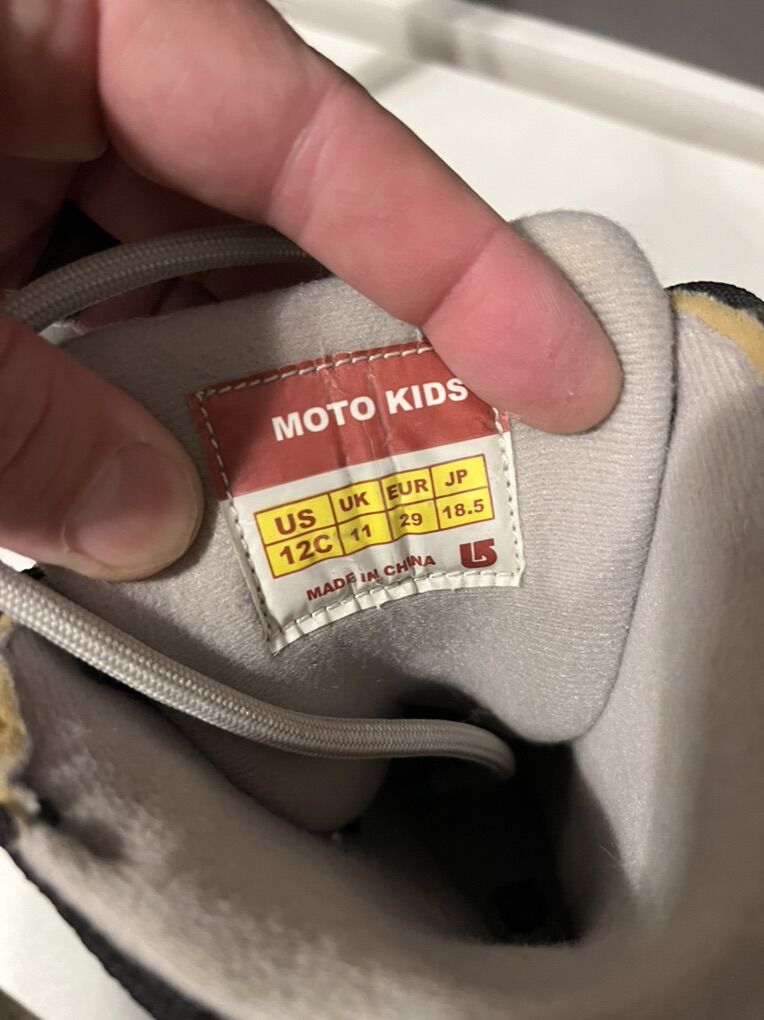 MOTO KIDS
US UK EUR JP
12C 11 29 18.5
MADE IN CHINA